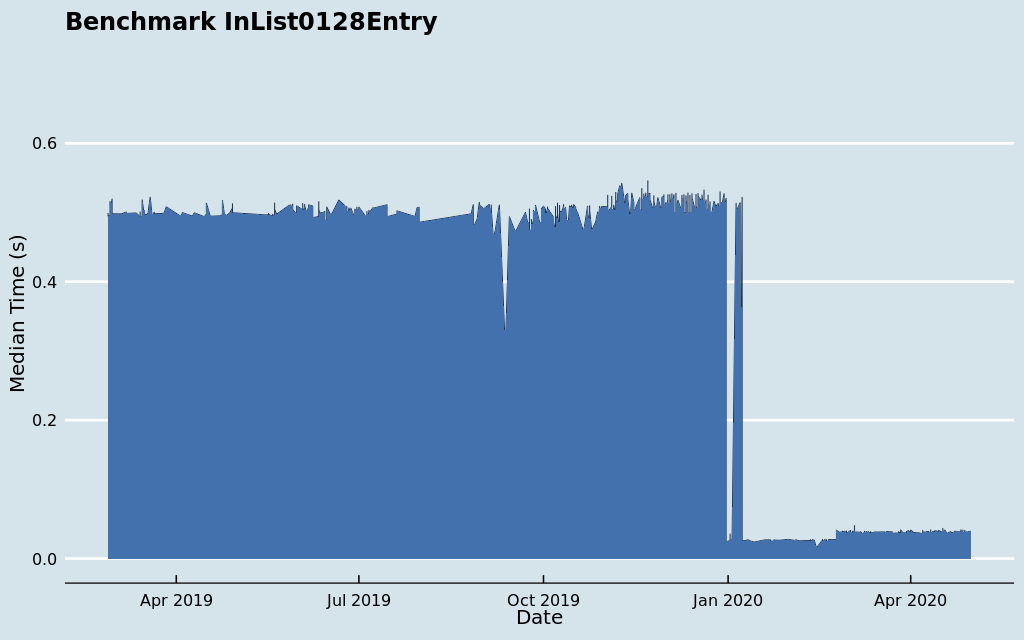 Benchmark InList0128Entry
0.6
0.4
0.2
0.0
Median Time (s)
Apr 2019
Jul 2019
Oct 2019
Jan 2020
Apr 2020
Date